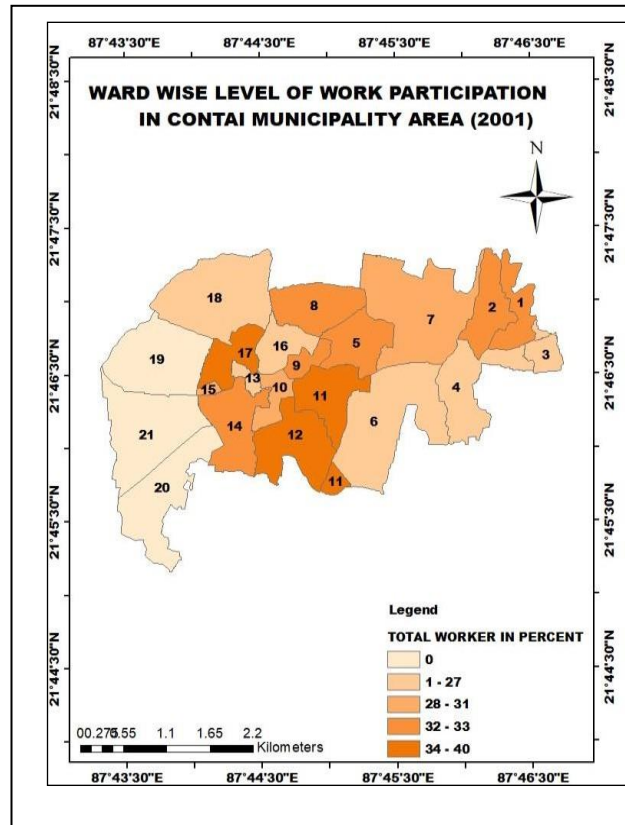 87°43'30"E 87°44'30"E 87°45'30"E 87°46'30"E
21°48'30"N
21°48'30"N
WARD WISE LEVEL OF WORK PARTICIPATION
IN CONTAI MUNICIPALITY AREA (2001)
N
21°47'30"N
21°47'30"N
18
8
7
2
1
17
16
5
3
19
9
13
15
10
4
11
21°46'30"N
21°46'30"N
14
6
21
12
11
20
21°45'30"N
21°45'30"N
Legend
TOTAL WORKER IN PERCENT
0
1 - 27
28 - 31
32 - 33
34 - 40
21°44'30"N
21°44'30"N
0 0.275 0.55 1.1 1.65 2.2
Kilometers
87°43'30"E 87°44'30"E 87°45'30"E 87°46'30"E